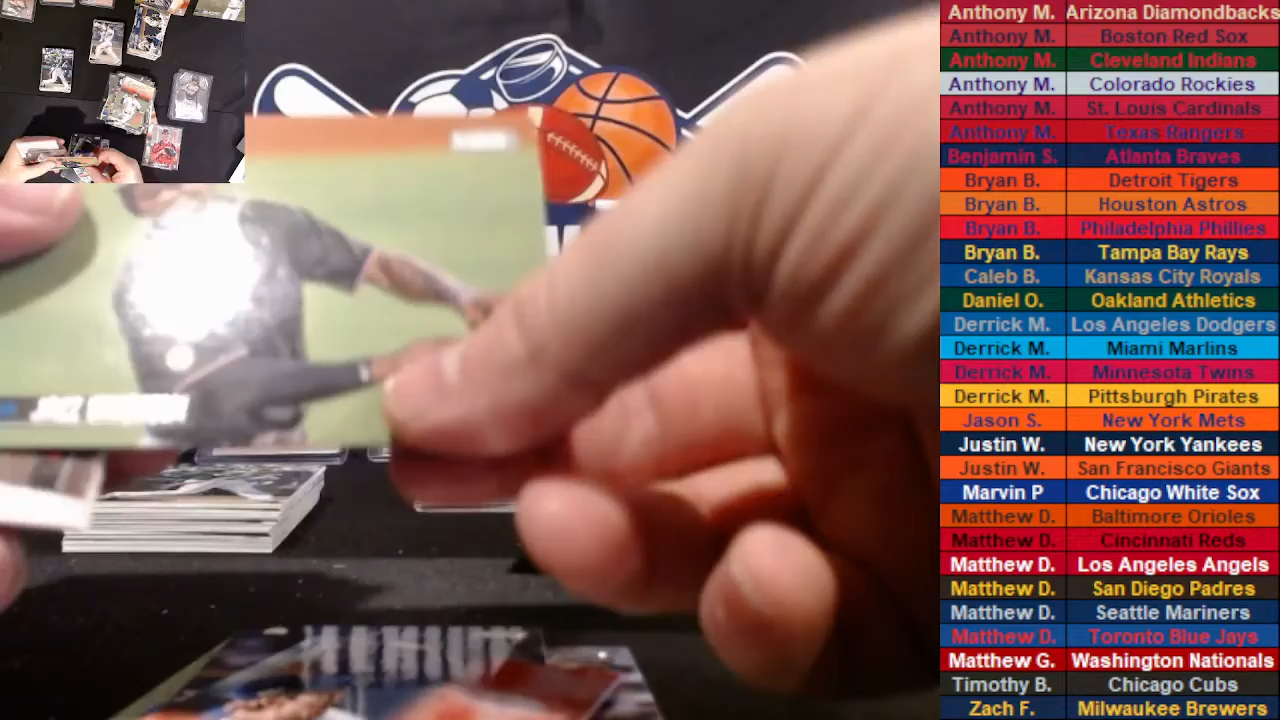 Anthony M. Arizona Diamondbacks
Anthony M. Boston Red Sox
Anthony M. Cleveland Indians
Anthony M. Colorado Rockies
Anthony M. St. Louis Cardinals
Anthony M. Texas Rangers
Benjamin S. Atlanta Braves
Bryan B. Detroit Tigers
Bryan B. Houston Astros
Bryan B. Philadelphia Phillies
Bryan B. Tampa Bay Rays
Caleb B. Kansas City Royals
Daniel O. Oakland Athletics
Derrick M. Los Angeles Dodgers
Derrick M. Miami Marlins
Derrick M. Minnesota Twins
Derrick M. Pittsburgh Pirates
Jason S. New York Mets
Justin W. New York Yankees
Justin W. San Francisco Giants
Marvin P Chicago White Sox
Matthew D. Baltimore Orioles
Matthew D. Cincinnati Reds
Matthew D. Los Angeles Angels
Matthew D. San Diego Padres
Matthew D. Seattle Mariners
Matthew D. Toronto Blue Jays
Matthew G. Washington Nationals
Timothy B. Chicago Cubs
Zach F. Milwaukee Brewers